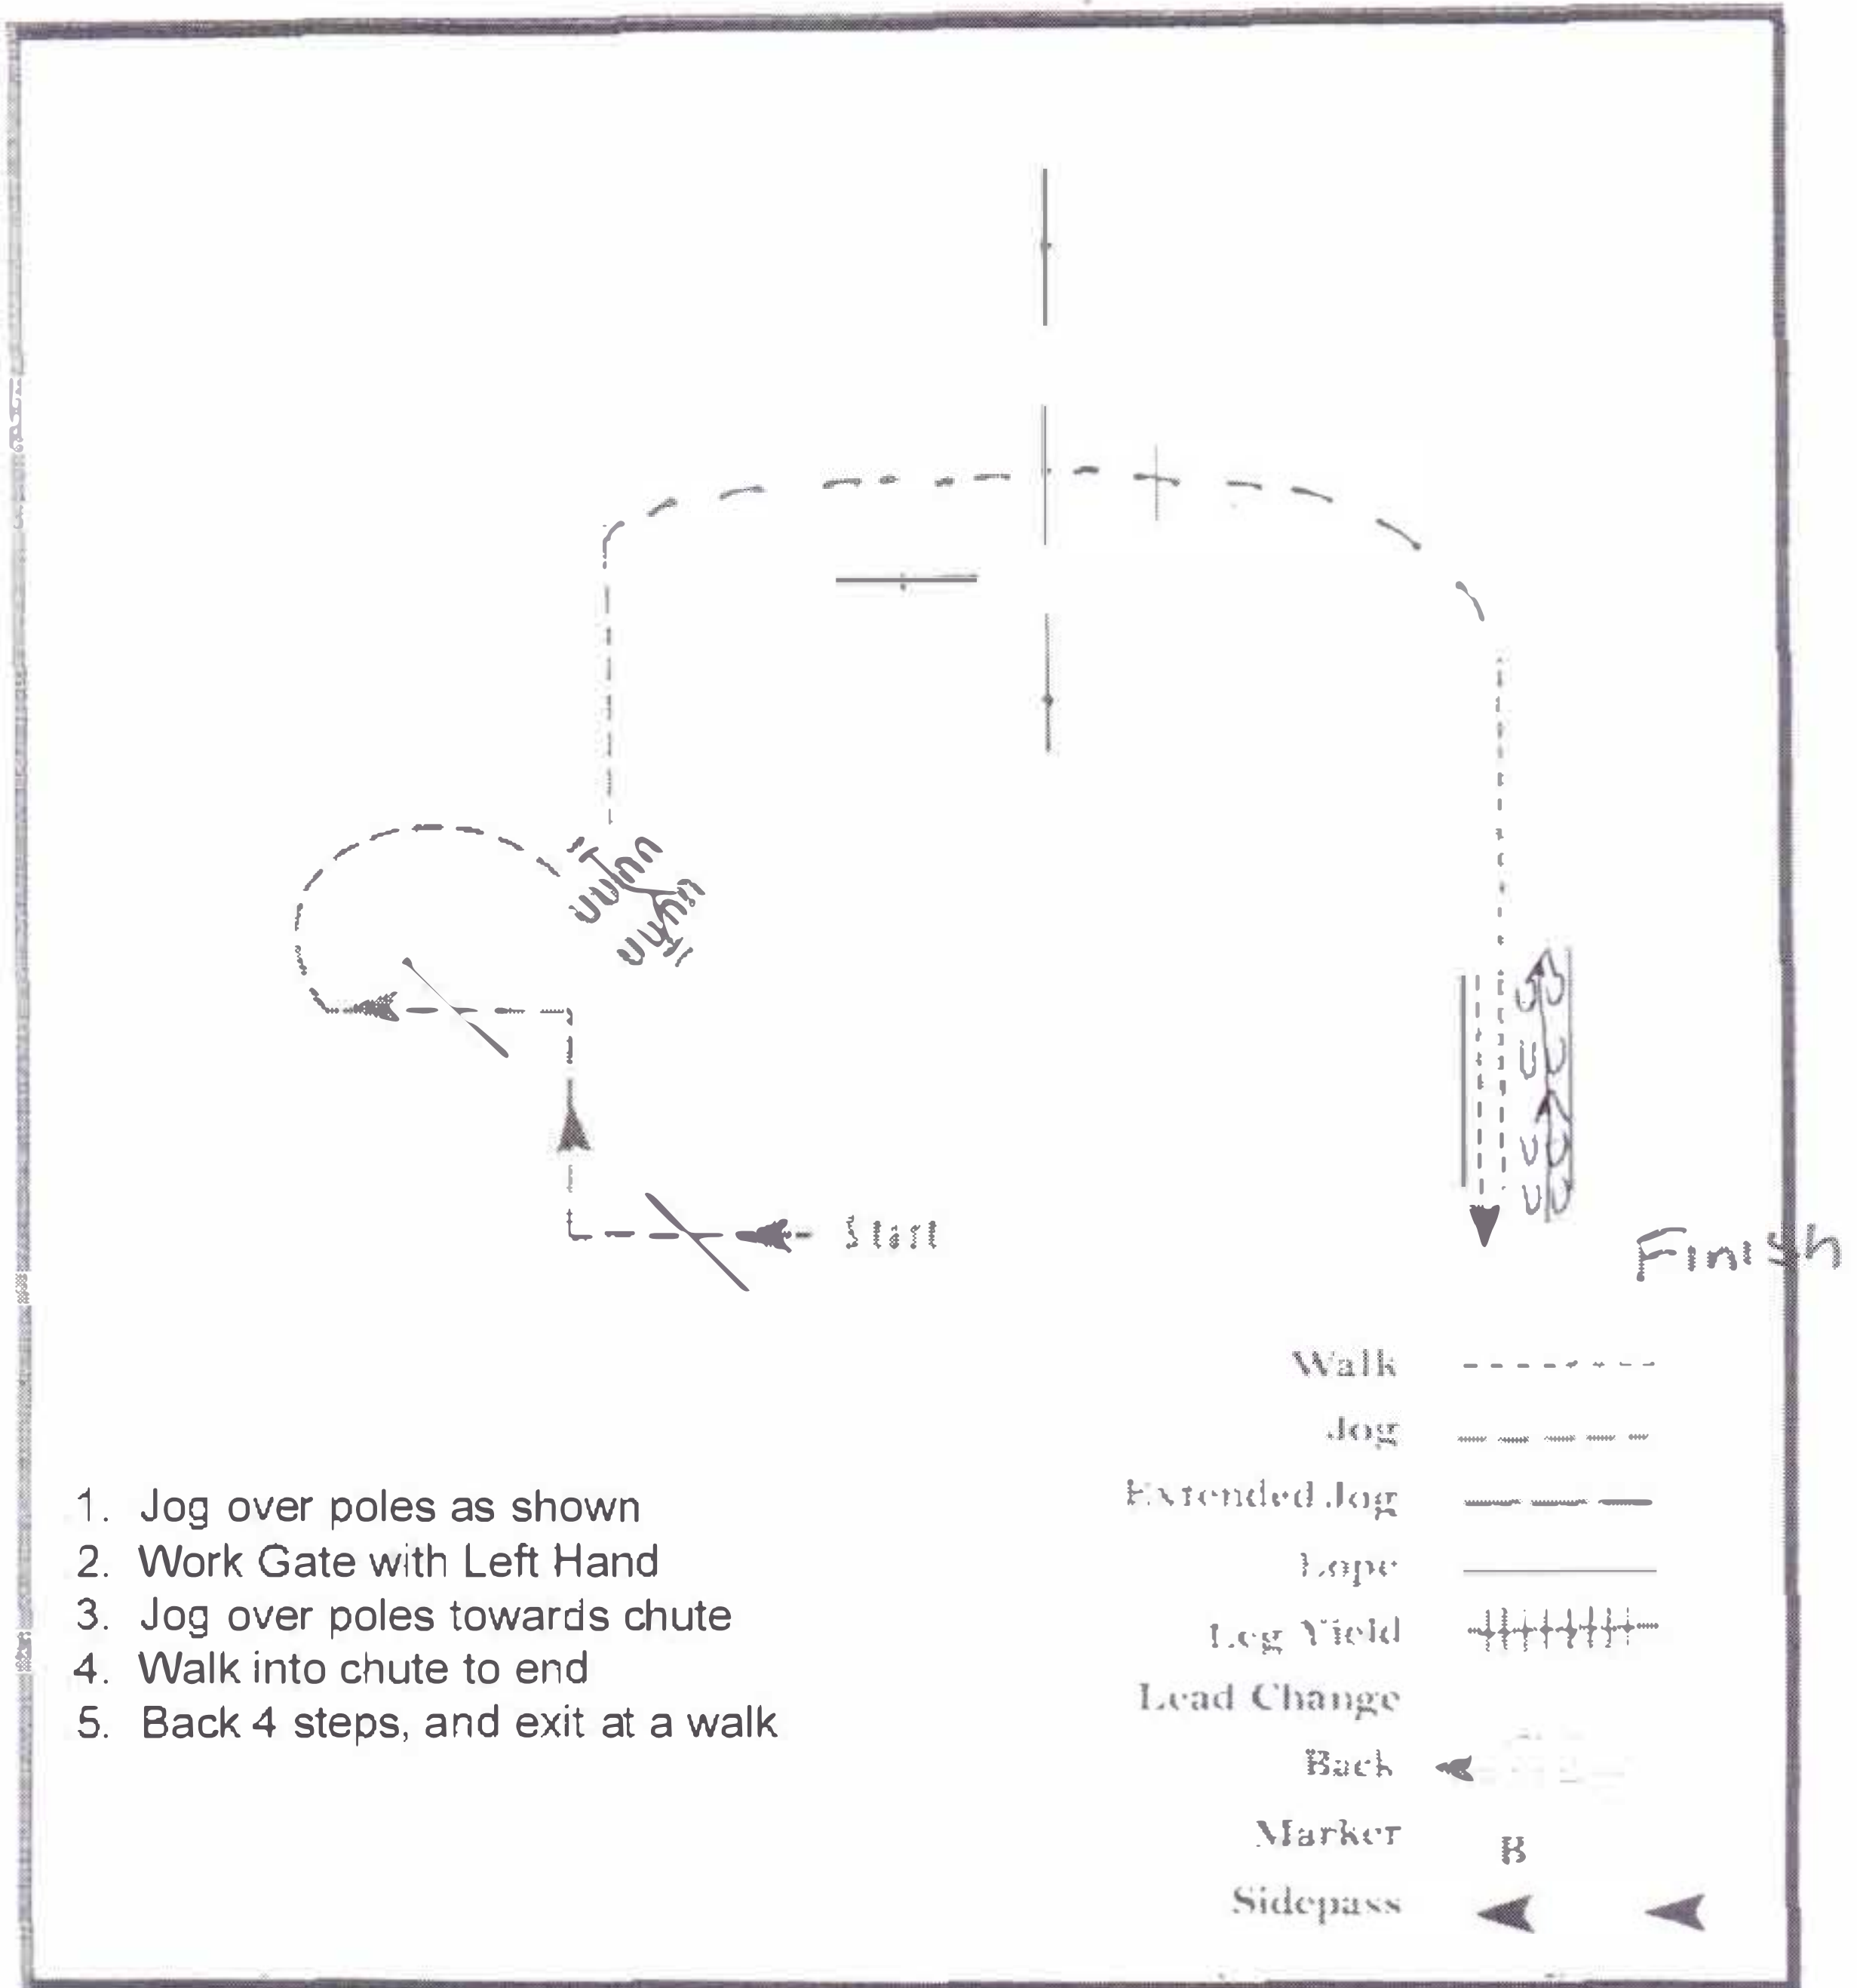 Start
Finish
Walk
Jog
Extended Jog
Lope
Leg Yield
Lead Change
Back
Marker B
Sidepass
1. Jog over poles as shown
2. Work Gate with Left Hand
3. Jog over poles towards chute
4. Walk into chute to end
5. Back 4 steps, and exit at a walk